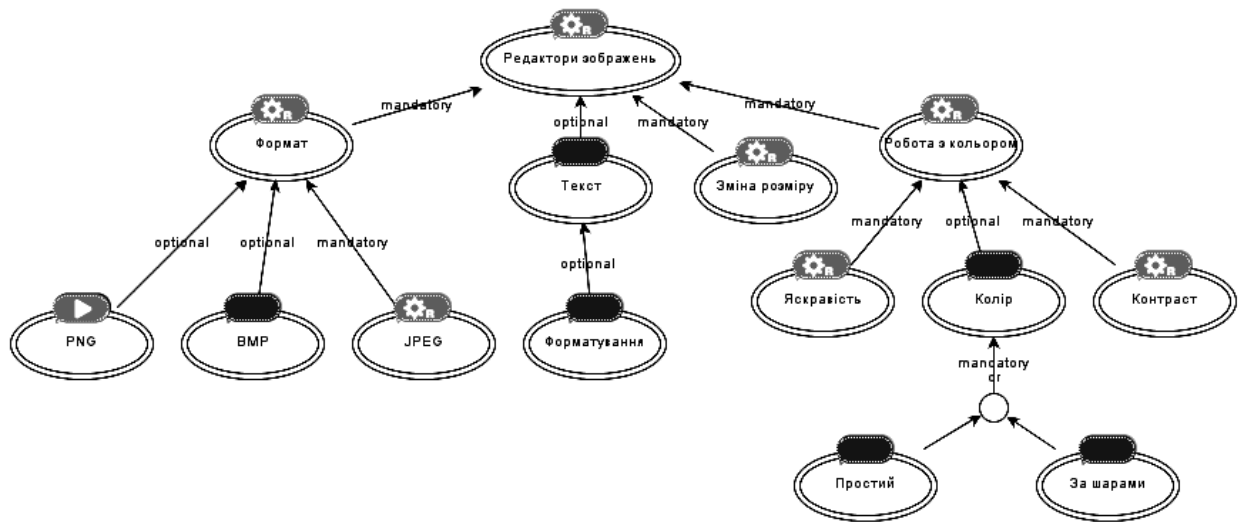 Редактори зображень
mandatory
optional
mandatory
mandatory
Формат
Текст
Зміна розміру
Робота з кольором
optional
optional
mandatory
optional
mandatory
optional
mandatory
PNG
BMP
JPEG
Форматування
Яскравість
Колір
Контраст
mandatory
or
Простий
За шарами
R
R
R
R
R
R
R